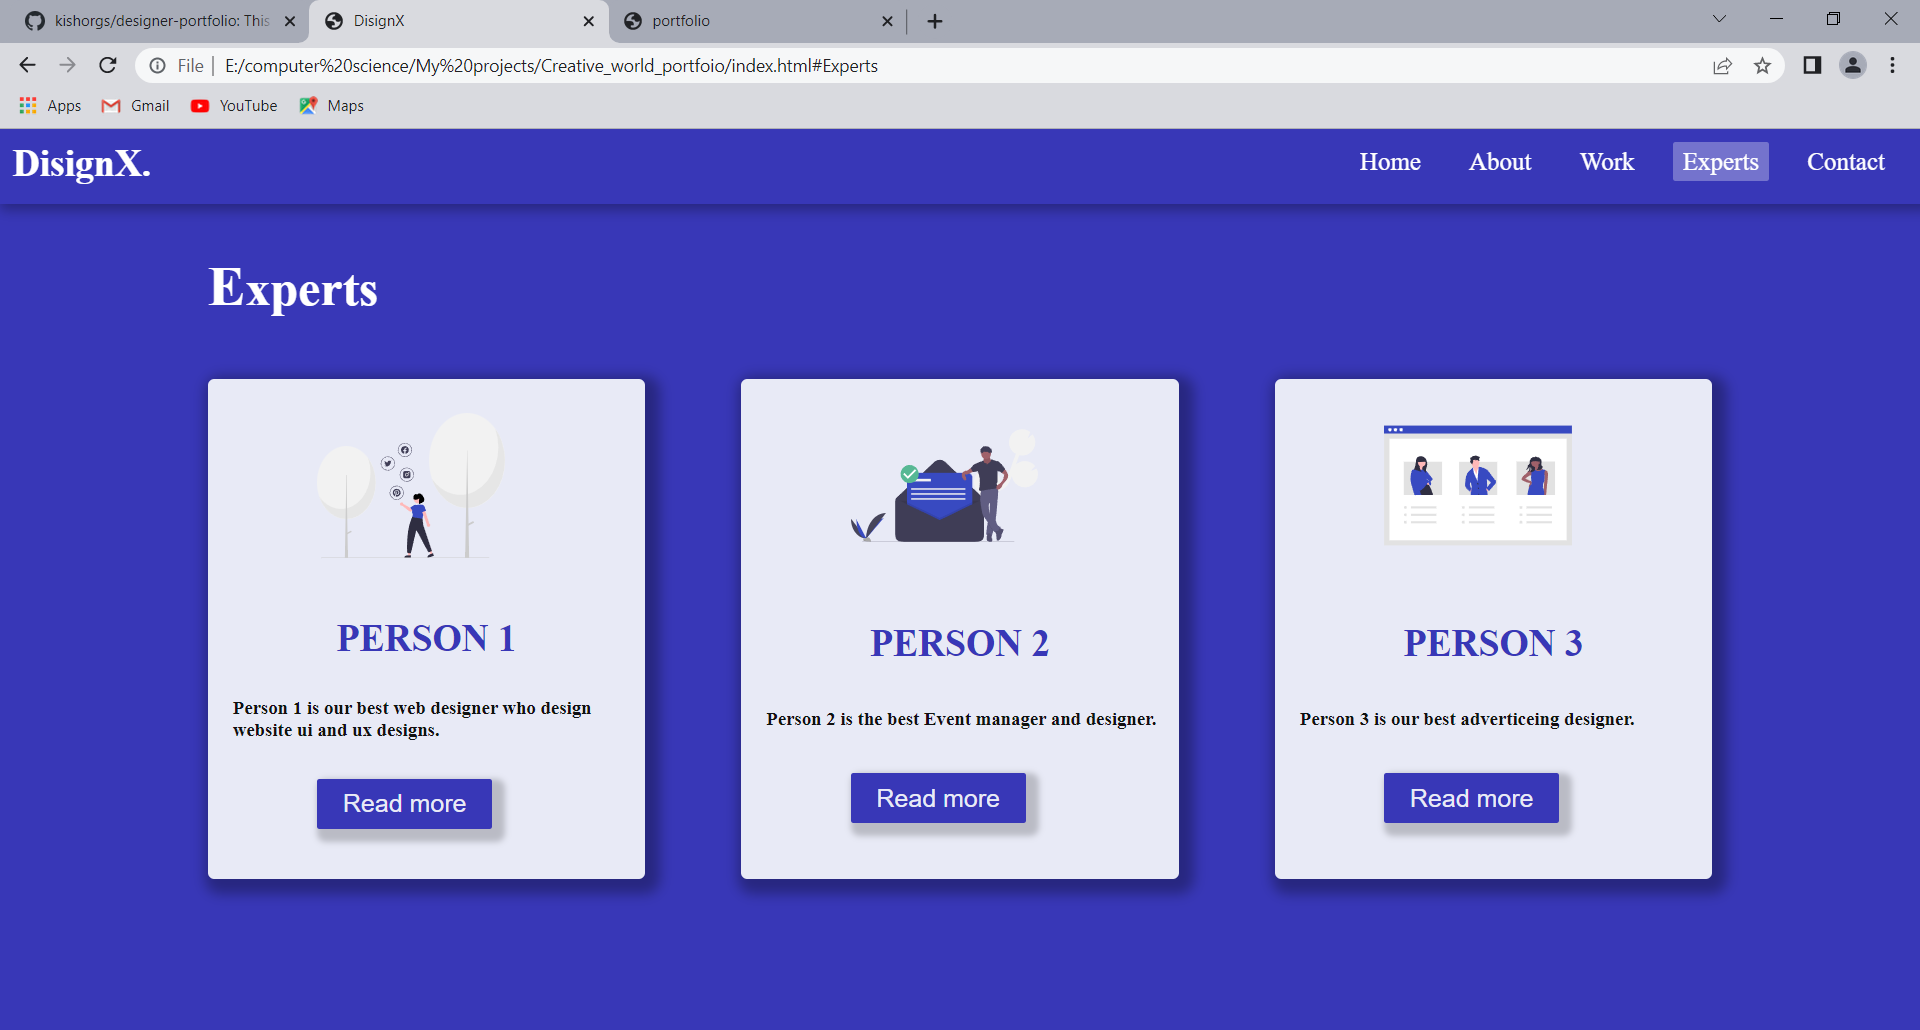 kishorgs/designer-portfolio: This
DisignX
portfolio
File
E:/computer%20science/My%20projects/Creative_world_portfoio/index.html#Experts
Apps
Gmail
YouTube
Maps
DisignX.
Home
About
Work
Experts
Contact
Experts
PERSON 1
Person 1 is our best web designer who design
website ui and ux designs.
Read more
PERSON 2
Person 2 is the best Event manager and designer.
Read more
PERSON 3
Person 3 is our best adverticeing designer.
Read more